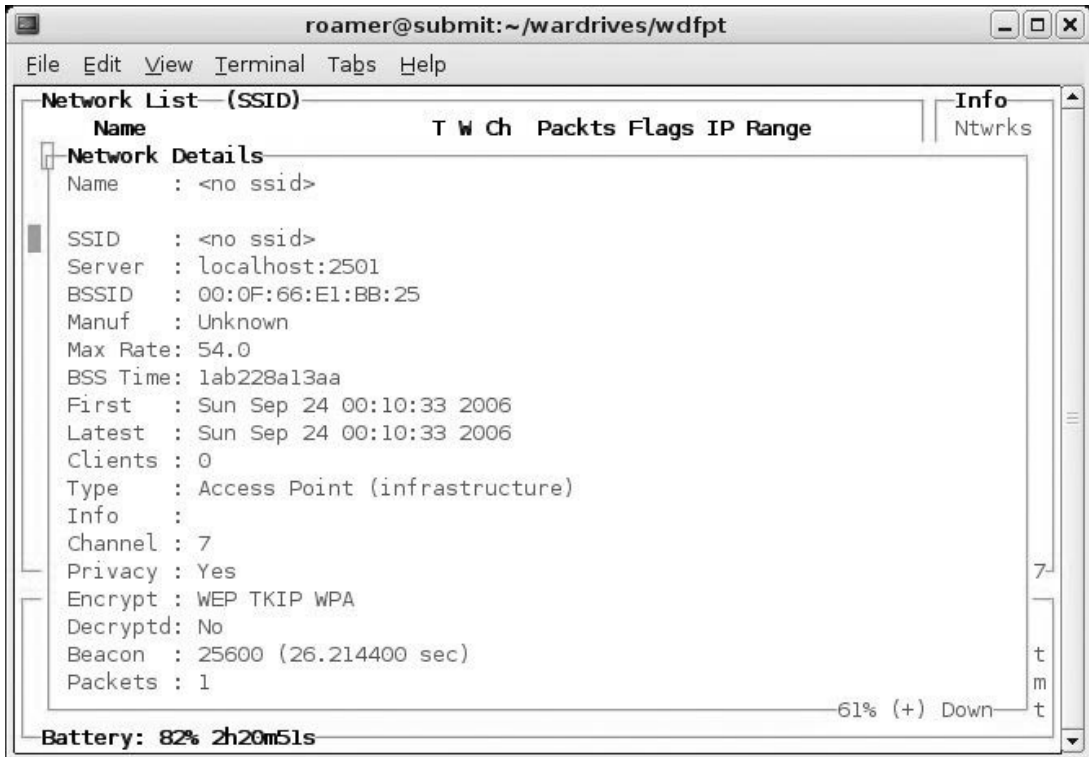 roamer@submit:~/wardrives/wdfpt
File Edit View Terminal Tabs Help
Network List (SSID) Info
Name T W Ch Packts Flags IP Range Ntwrks
Network Details
Name : <no ssid>
SSID : <no ssid>
Server : localhost:2501
BSSID : 00:0F:66:E1:BB:25
Manuf : Unknown
Max Rate: 54.0
BSS Time: 1ab228a13aa
First : Sun Sep 24 00:10:33 2006
Latest : Sun Sep 24 00:10:33 2006
Clients : 0
Type : Access Point (infrastructure)
Info :
Channel : 7
Privacy : Yes 7
Encrypt : WEP TKIP WPA
Decryptd: No
Beacon : 25600 (26.214400 sec) t
Packets : 1 m
61% (+) Down t
Battery: 82% 2h20m51s